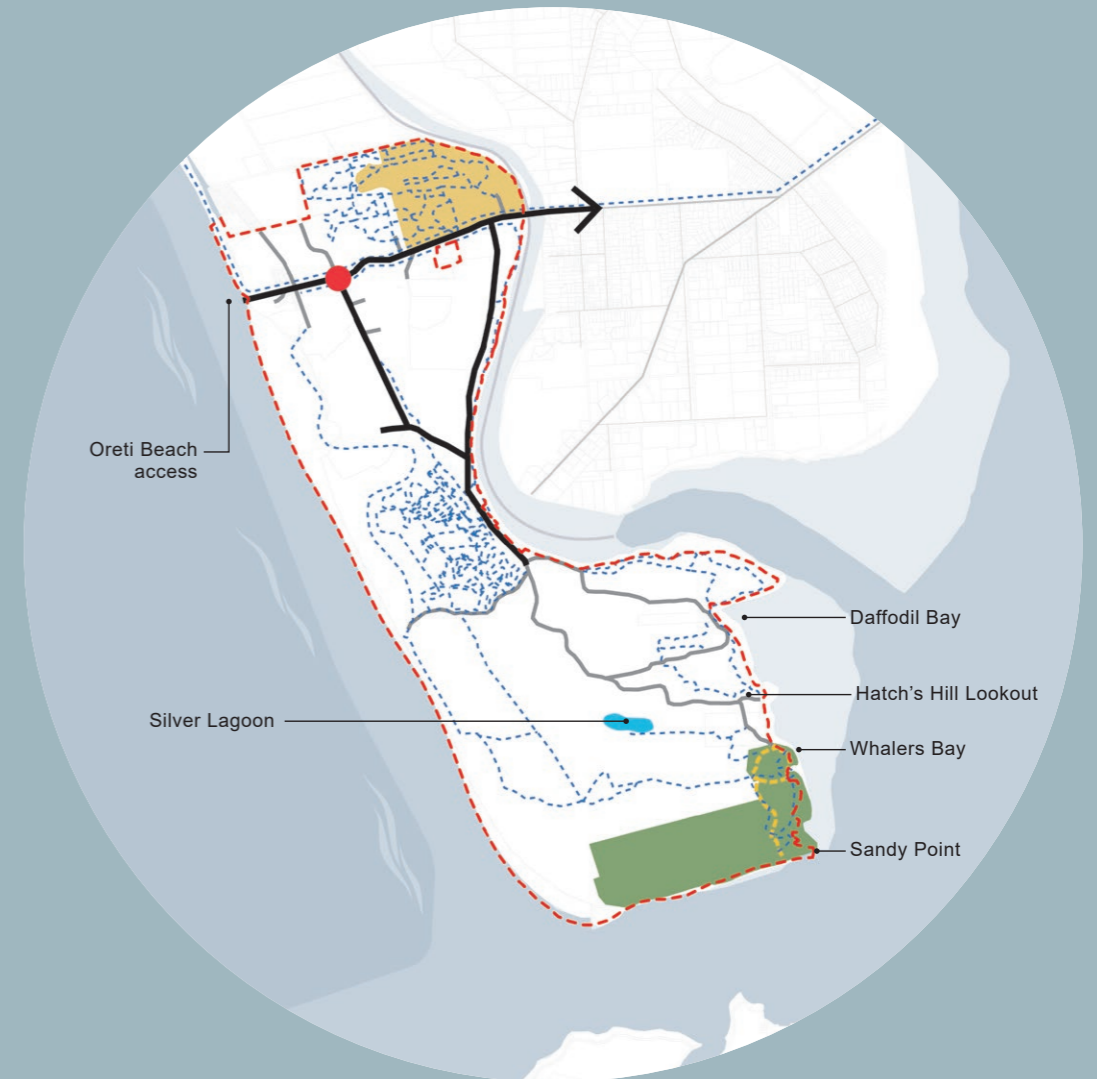 Oreti Beach
access
Daffodil Bay
Hatch's Hill Lookout
Silver Lagoon
Whalers Bay
Sandy Point